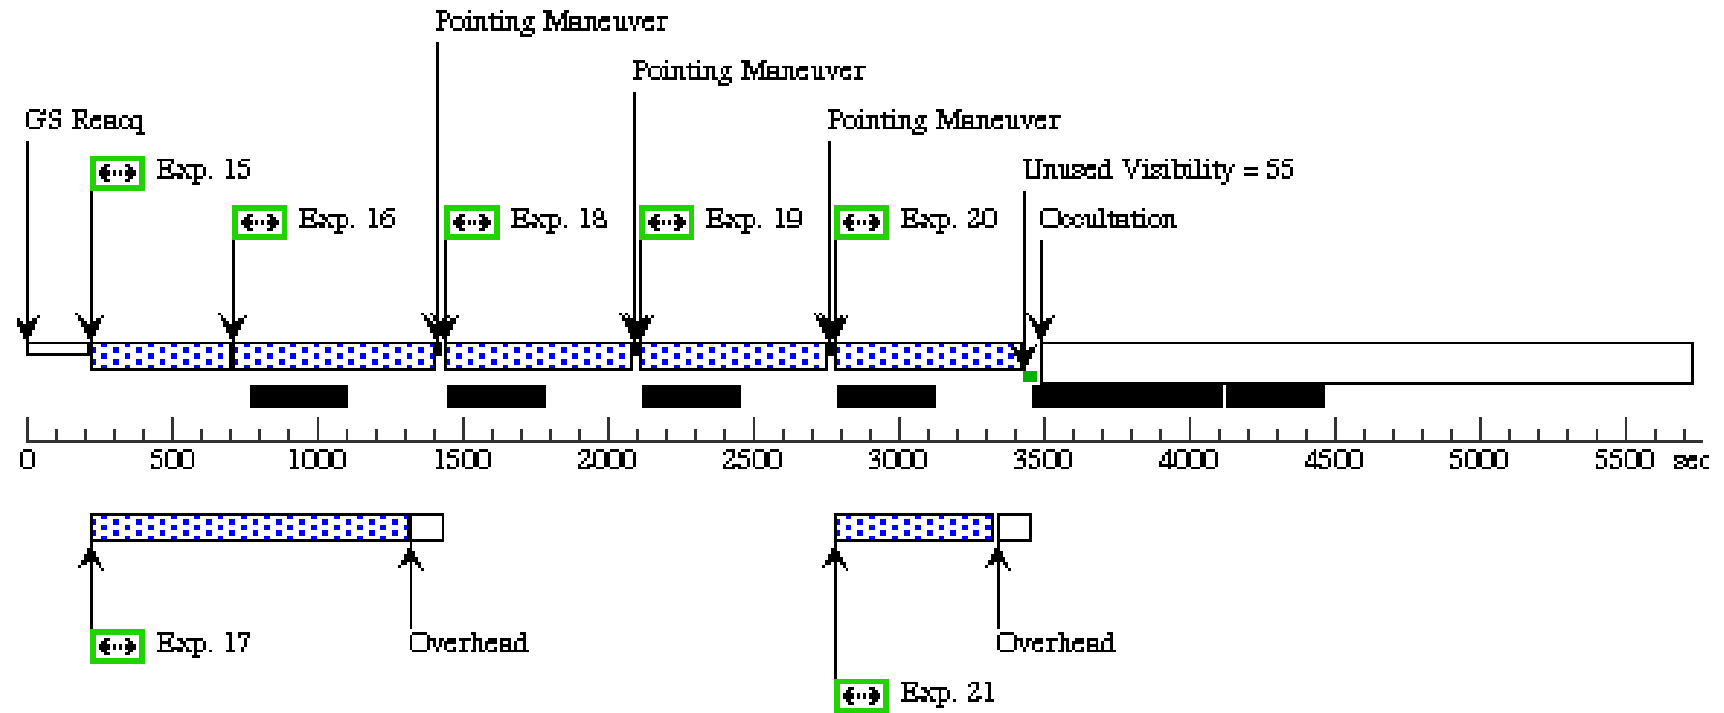 Pointing Maneuver
Pointing Maneuver
GS Reacq
Pointing Maneuver
Exp. 15
Unused Visibility = 55
Exp. 16
Exp. 18
Exp. 19
Exp. 20
Occultation
0 500 1000 1500 2000 2500 3000 3500 4000 4500 5000 5500 sec
Exp. 17
Overhead
Overhead
Exp. 21